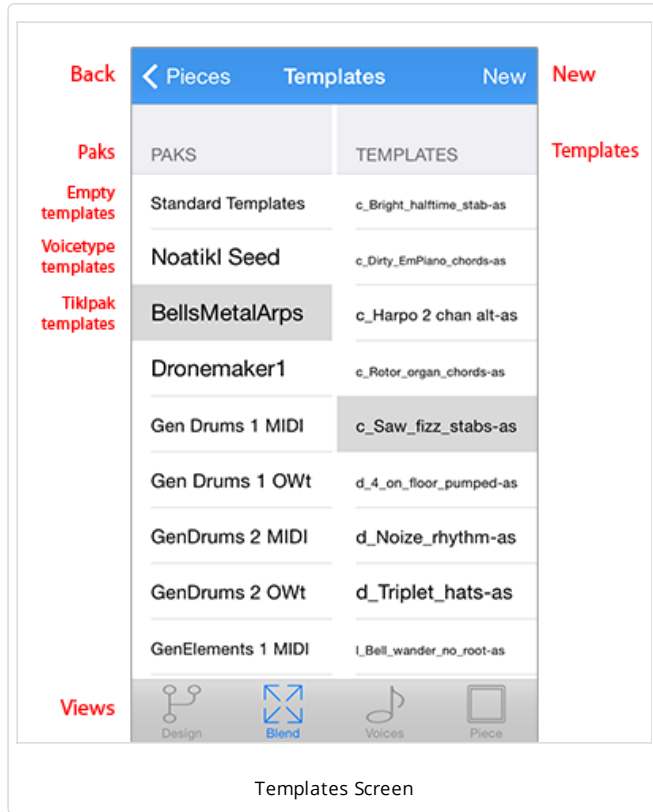 Back
Pieces
Templates
New
New
Paks
PAKS
TEMPLATES
Templates
Empty
templates
Standard Templates
c_Bright_halftime_stab-as
Voicetype
templates
Noatikl Seed
c_Dirty_EmPiano_chords-as
Tiklpak
templates
BellsMetalArps
c_Harpo 2 chan alt-as
Dronemaker1
c_Rotor_organ_chords-as
Gen Drums 1 MIDI
c_Saw_fizz_stabs-as
Gen Drums 1 OWt
d_4_on_floor_pumped-as
GenDrums 2 MIDI
d_Noize_rhythm-as
GenDrums 2 OWt
d_Triplet_hats-as
GenElements 1 MIDI
l_Bell_wander_no_root-as
Views
Design
Blend
Voices
Piece
Templates Screen